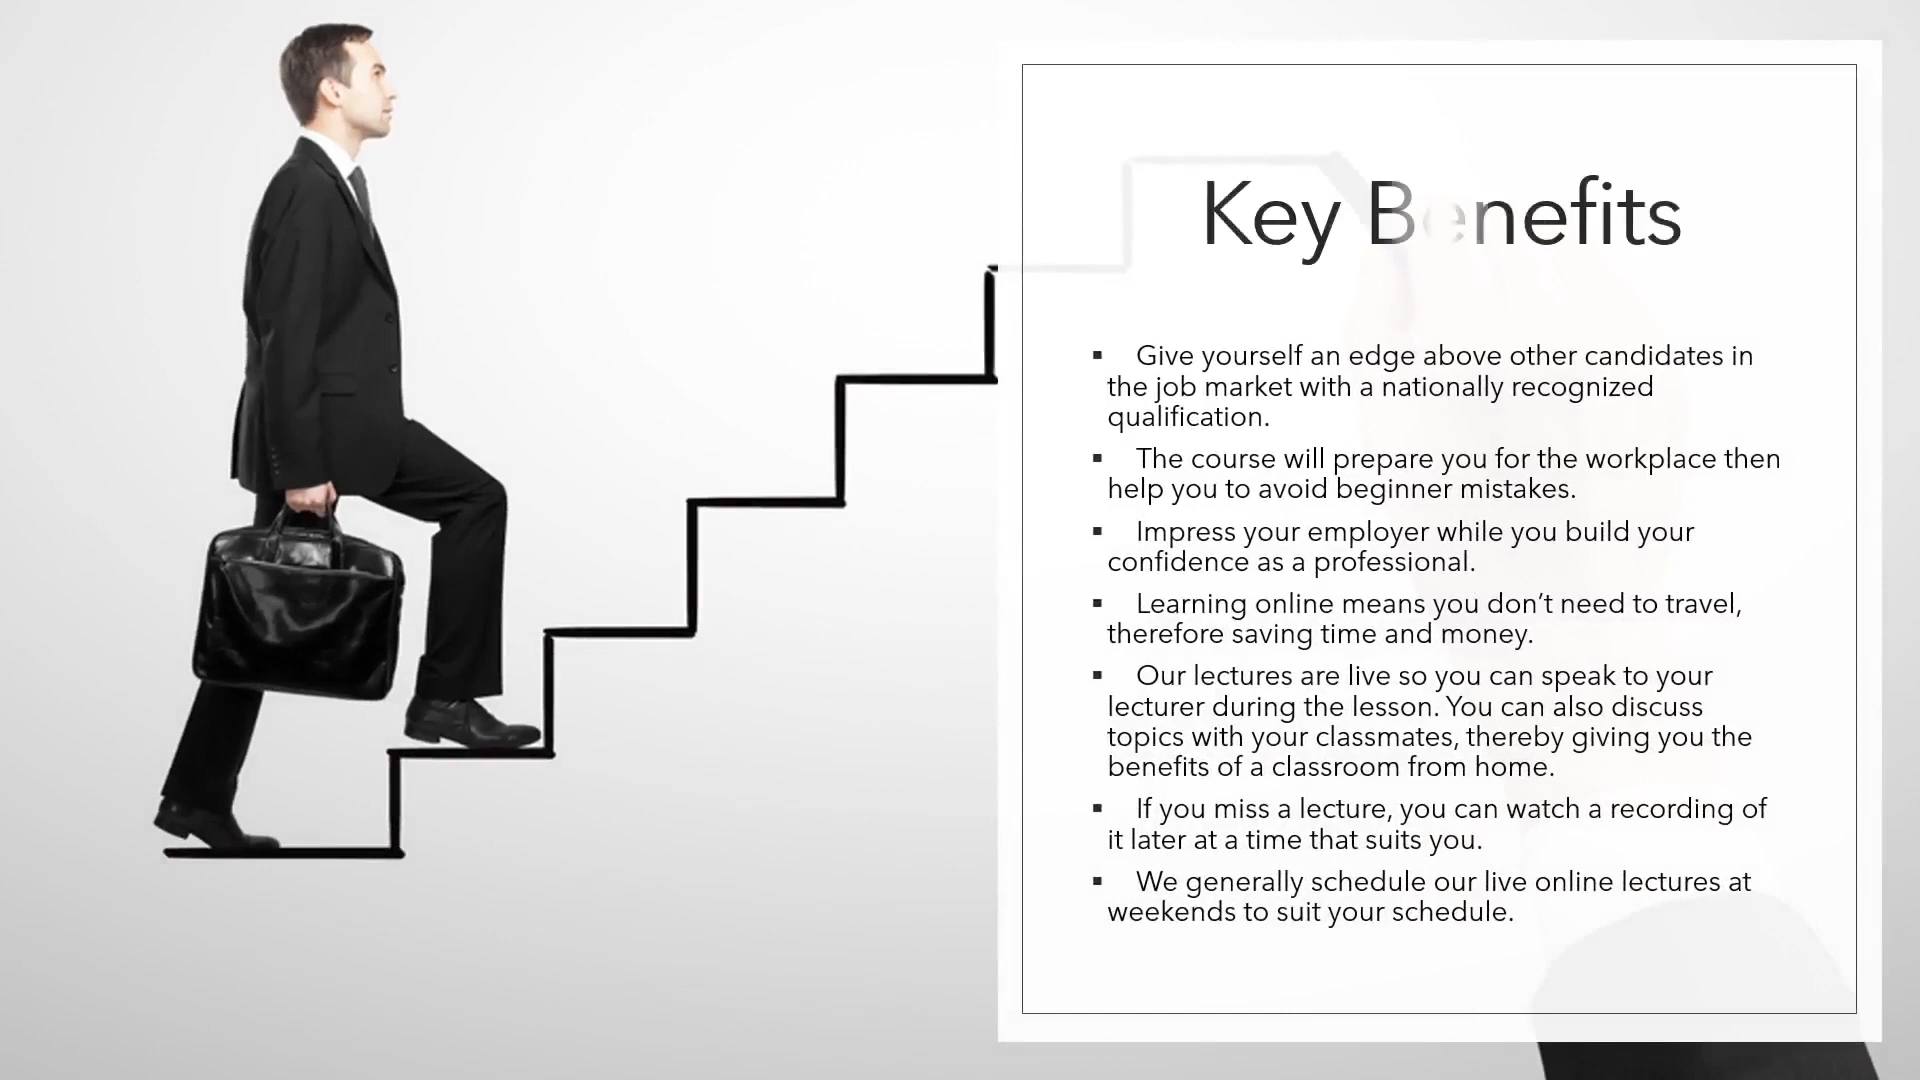 Key Benefits
▪ Give yourself an edge above other candidates in
the job market with a nationally recognized
qualification.
▪ The course will prepare you for the workplace then
help you to avoid beginner mistakes.
▪ Impress your employer while you build your
confidence as a professional.
▪ Learning online means you don’t need to travel,
therefore saving time and money.
▪ Our lectures are live so you can speak to your
lecturer during the lesson. You can also discuss
topics with your classmates, thereby giving you the
benefits of a classroom from home.
▪ If you miss a lecture, you can watch a recording of
it later at a time that suits you.
▪ We generally schedule our live online lectures at
weekends to suit your schedule.